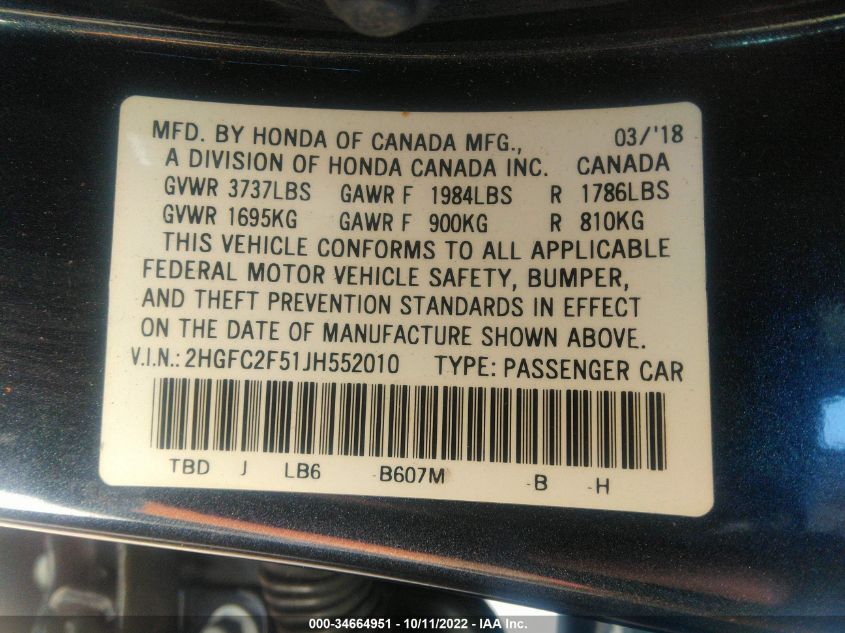 MFD. BY HONDA OF CANADA MFG., 03/'18
A DIVISION OF HONDA CANADA INC. CANADA
GVWR 3737LBS GAWR F 1984LBS R 1786LBS
GVWR 1695KG GAWR F 900KG R 810KG
THIS VEHICLE CONFORMS TO ALL APPLICABLE
FEDERAL MOTOR VEHICLE SAFETY, BUMPER,
AND THEFT PREVENTION STANDARDS IN EFFECT
ON THE DATE OF MANUFACTURE SHOWN ABOVE.
V.I.N.: 2HGFC2F51JH552010 TYPE: PASSENGER CAR
TBD J LB6 -B607M -B -H
000-34664951 - 10/11/2022 - IAA Inc.